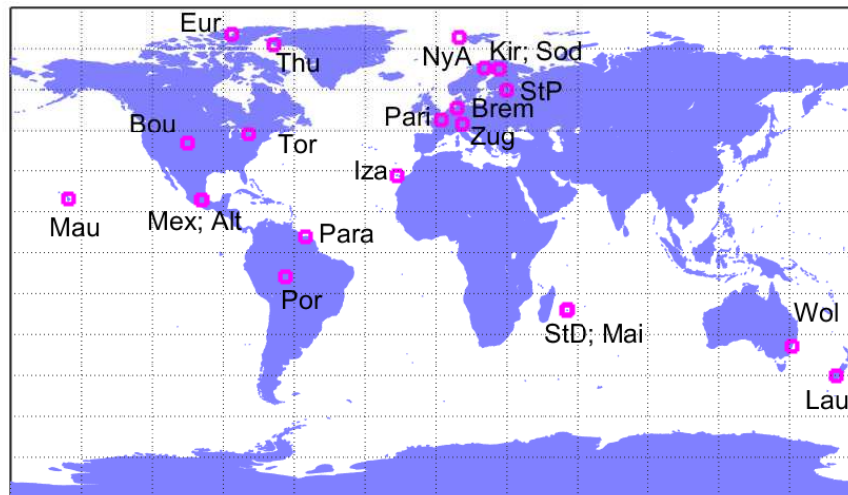 Eur
Thu
NyA
Kir; Sod
StP
Brem
Pari
Zug
Bou
Tor
Iza
Mau
Mex; Alt
Para
Por
StD; Mai
Wol
Lau